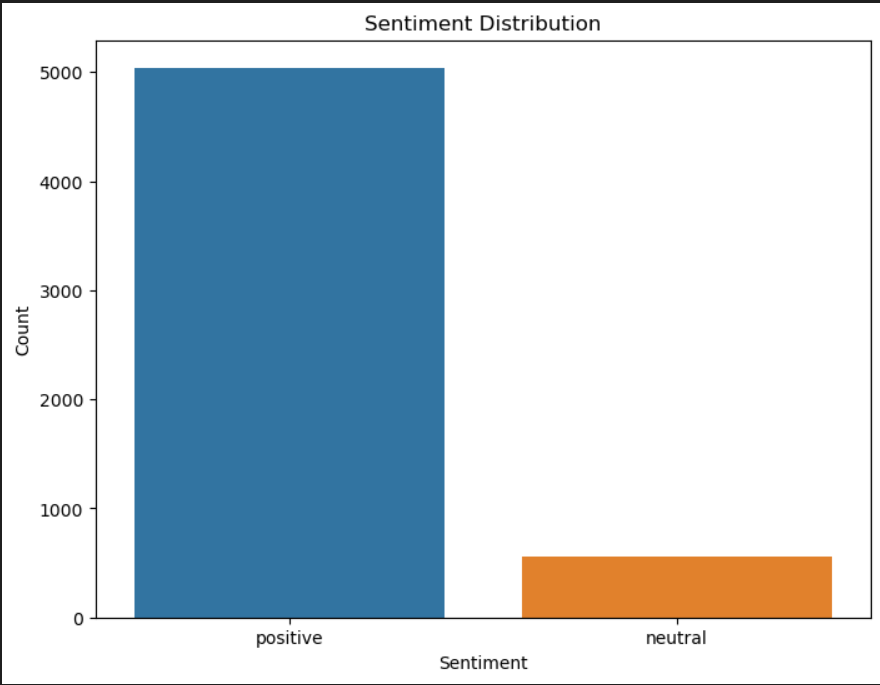 Sentiment Distribution
5000
4000
3000
2000
1000
0
Count
positive
neutral
Sentiment